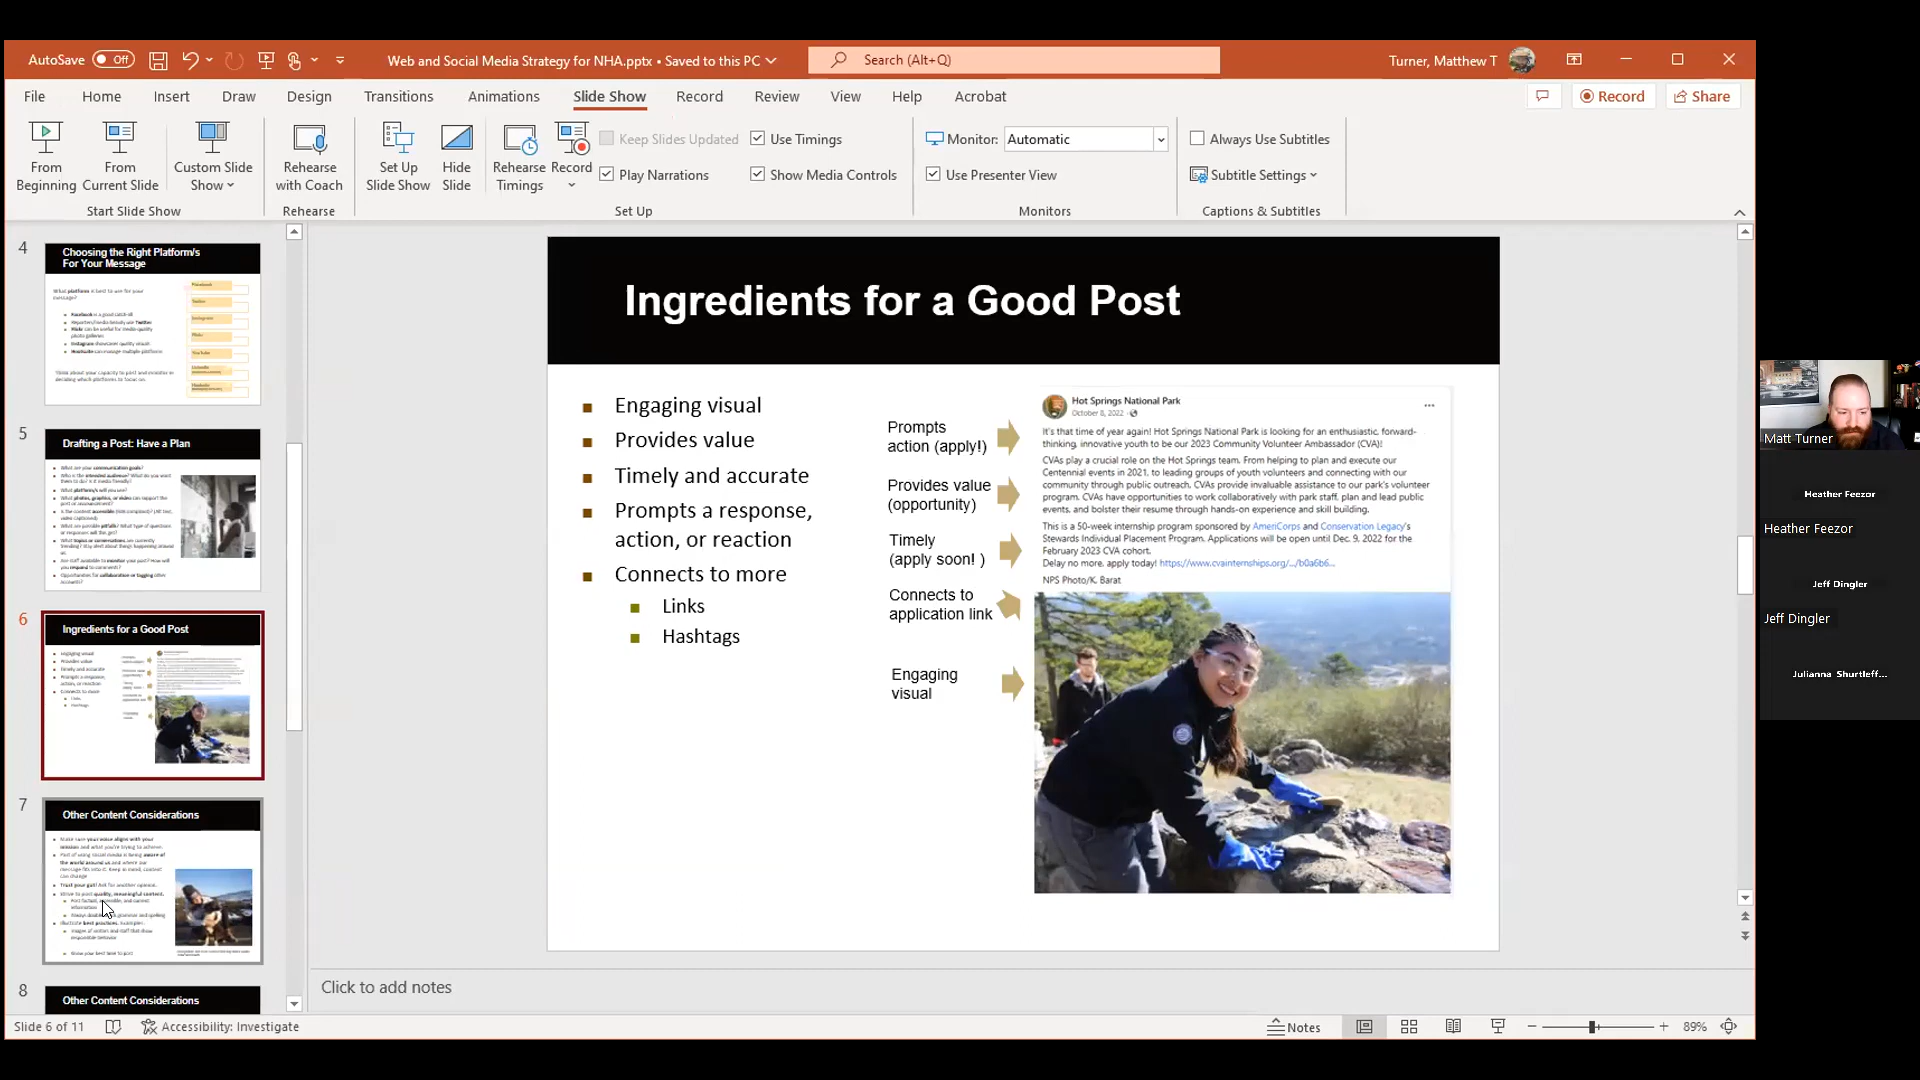 AutoSave Off
Web and Social Media Strategy for NHA.pptx • Saved to this PC
Search (Alt+Q)
Turner, Matthew T
File Home Insert Draw Design Transitions Animations Slide Show Record Review View Help Acrobat
Record Share
From Beginning
From Current Slide
Custom Slide Show
Start Slide Show
Rehearse with Coach
Rehearse
Set Up Slide Show
Hide Slide
Rehearse Timings
Record
Keep Slides Updated
Play Narrations
Use Timings
Show Media Controls
Set Up
Monitor: Automatic
Use Presenter View
Monitors
Always Use Subtitles
Subtitle Settings
Captions & Subtitles
4
Choosing the Right Platform/s
For Your Message
5
Drafting a Post: Have a Plan
6
Ingredients for a Good Post
7
Other Content Considerations
8
Other Content Considerations
Ingredients for a Good Post
Engaging visual
Provides value
Timely and accurate
Prompts a response,
action, or reaction
Connects to more
Links
Hashtags
Prompts
action (apply!)
Provides value
(opportunity)
Timely
(apply soon! )
Connects to
application link
Engaging
visual
Hot Springs National Park
October 8, 2022
It's that time of year again! Hot Springs National Park is looking for an enthusiastic, forward-
thinking, innovative youth to be our 2023 Community Volunteer Ambassador (CVA)!
CVAs play a crucial role on the Hot Springs team. From helping to plan and execute our
Centennial events in 2021, to leading groups of youth volunteers and connecting with our
community through public outreach, CVAs provide invaluable assistance to our park's volunteer
program. CVAs have opportunities to work collaboratively with park staff, plan and lead public
events, and bolster their resume through hands-on experience and skill building.
This is a 50-week internship program sponsored by AmeriCorps and Conservation Legacy's
Stewards Individual Placement Program. Applications will be open until Dec. 9, 2022 for the
February 2023 CVA cohort.
Delay no more, apply today! https://www.cvainternships.org/.../b0a6b6...
NPS Photo/K. Barat
Click to add notes
Slide 6 of 11
Accessibility: Investigate
Notes
89%
Matt Turner
Heather Feezor
Heather Feezor
Jeff Dingler
Jeff Dingler
Julianna Shurtleff...